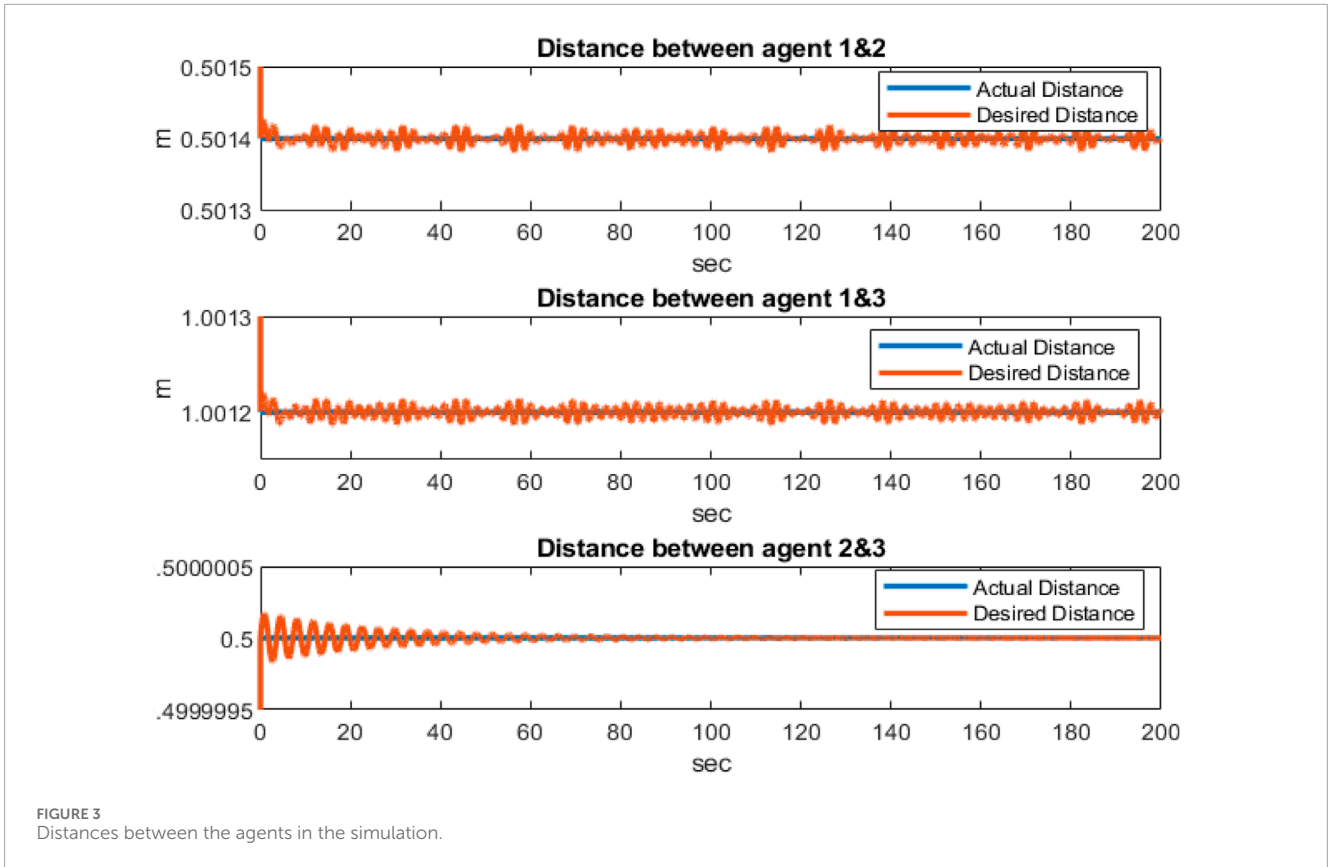 Distance between agent 1&2
0.5015
Actual Distance
Desired Distance
m
0.5014
0.5013
0 20 40 60 80 100 120 140 160 180 200
sec
Distance between agent 1&3
1.0013
Actual Distance
Desired Distance
m
1.0012
0 20 40 60 80 100 120 140 160 180 200
sec
Distance between agent 2&3
.5000005
Actual Distance
Desired Distance
0.5
.4999995
0 20 40 60 80 100 120 140 160 180 200
sec
FIGURE 3
Distances between the agents in the simulation.